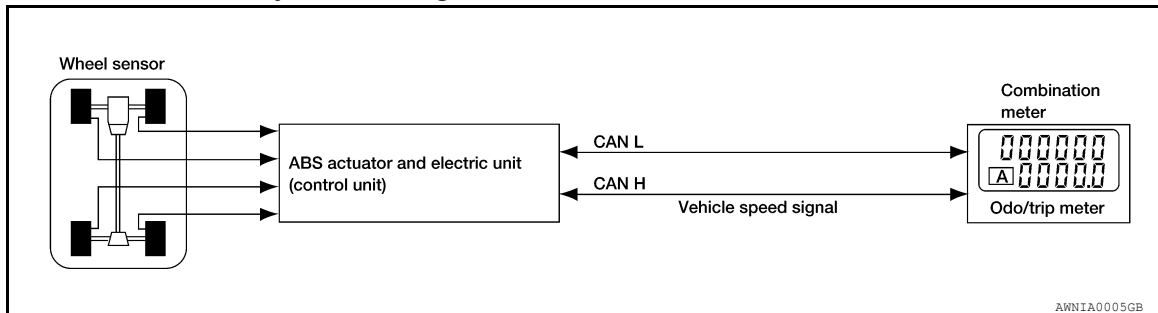 Wheel sensor
ABS actuator and electric unit
(control unit)
CAN L
CAN H
Vehicle speed signal
Combination
meter
000000
A 0000.0
Odo/trip meter
AWNIA0005GB